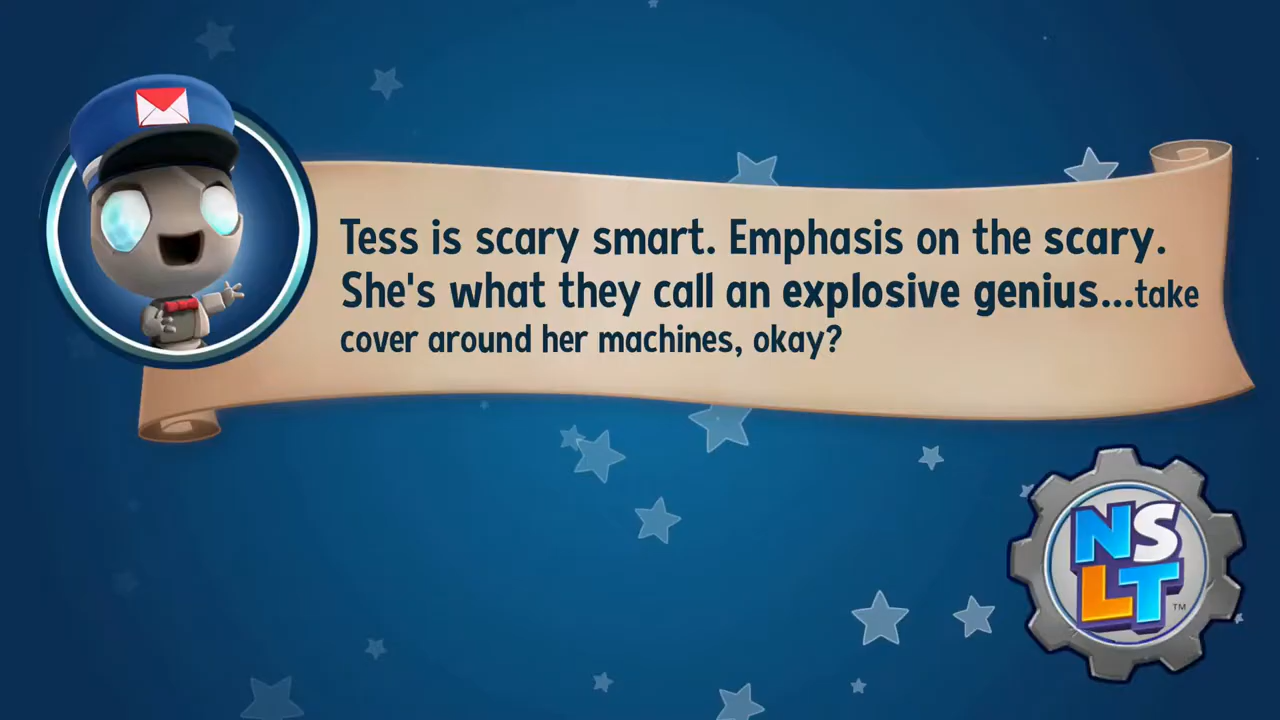 Tess is scary smart. Emphasis on the scary.
She's what they call an explosive genius...take
cover around her machines, okay?
NS
LT
TM